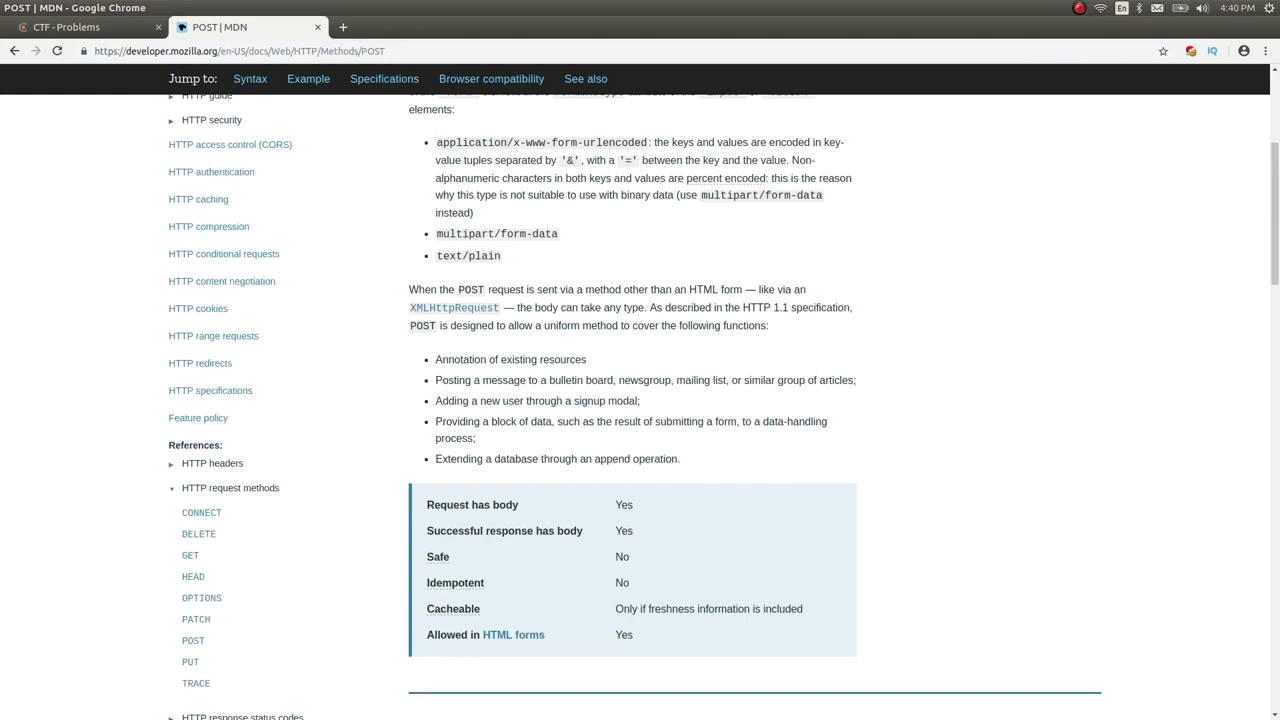 POST | MDN - Google Chrome
En
4:40 PM
CTF - Problems
POST | MDN
https://developer.mozilla.org/en-US/docs/Web/HTTP/Methods/POST
IQ
Jump to: Syntax Example Specifications Browser compatibility See also
HTTP guide
HTTP security
HTTP access control (CORS)
HTTP authentication
HTTP caching
HTTP compression
HTTP conditional requests
HTTP content negotiation
HTTP cookies
HTTP range requests
HTTP redirects
HTTP specifications
Feature policy
References:
HTTP headers
HTTP request methods
CONNECT
DELETE
GET
HEAD
OPTIONS
PATCH
POST
PUT
TRACE
HTTP response status codes
elements:
application/x-www-form-urlencoded: the keys and values are encoded in key-
value tuples separated by '&', with a '=' between the key and the value. Non-
alphanumeric characters in both keys and values are percent encoded: this is the reason
why this type is not suitable to use with binary data (use multipart/form-data
instead)
multipart/form-data
text/plain
When the POST request is sent via a method other than an HTML form — like via an
XMLHttpRequest — the body can take any type. As described in the HTTP 1.1 specification,
POST is designed to allow a uniform method to cover the following functions:
Annotation of existing resources
Posting a message to a bulletin board, newsgroup, mailing list, or similar group of articles;
Adding a new user through a signup modal;
Providing a block of data, such as the result of submitting a form, to a data-handling
process;
Extending a database through an append operation.
Request has body Yes
Successful response has body Yes
Safe No
Idempotent No
Cacheable Only if freshness information is included
Allowed in HTML forms Yes